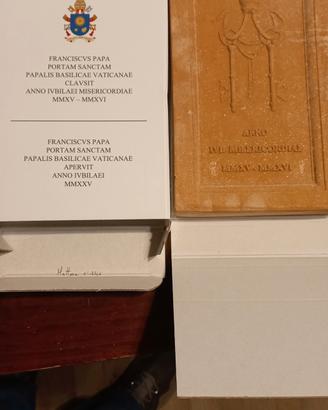 FRANCISCVS PAPA
PORTAM SANCTAM
PAPALIS BASILICAE VATICANAE
CLAVSIT
ANNO IVBILAEI MISERICORDIAE
MMXV – MMXVI
FRANCISCVS PAPA
PORTAM SANCTAM
PAPALIS BASILICAE VATICANAE
APERVIT
ANNO IVBILAEI
MMXXV
ANNO
IVB. MISERICORDIAE
MMXV - MMXVI